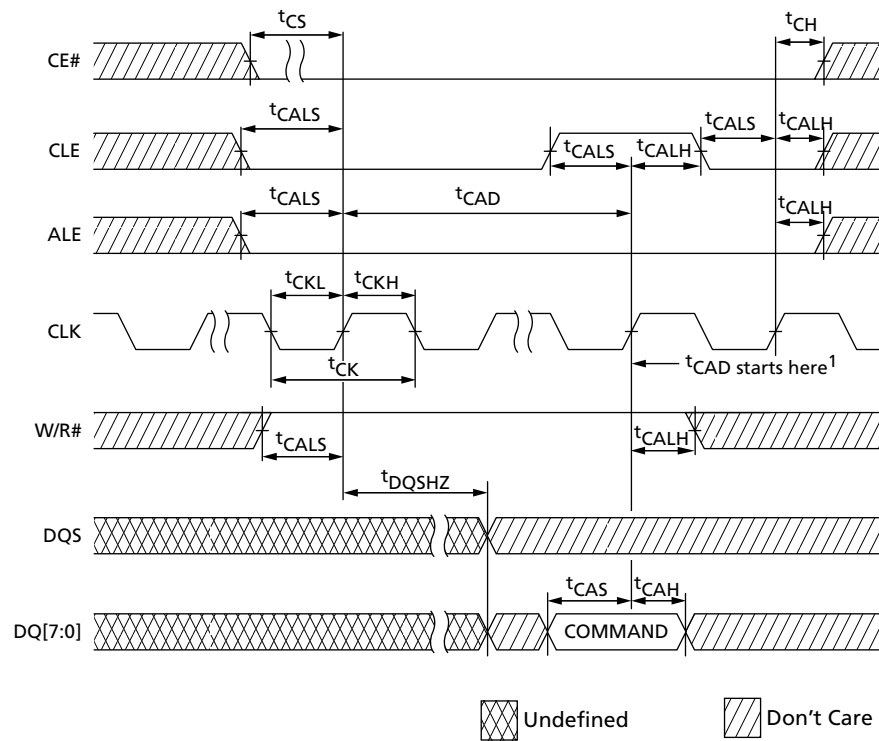 tCS
tCH
CE#
tCALS
tCALS
tCALH
CLE
tCALS
tCALH
tCALS
tCAD
tCALH
ALE
tCKL
tCKH
CLK
tCK
tCAD starts here1
W/R#
tCALS
tCALH
tDQSHZ
DQS
tCAS
tCAH
DQ[7:0]
COMMAND
Undefined
Don't Care